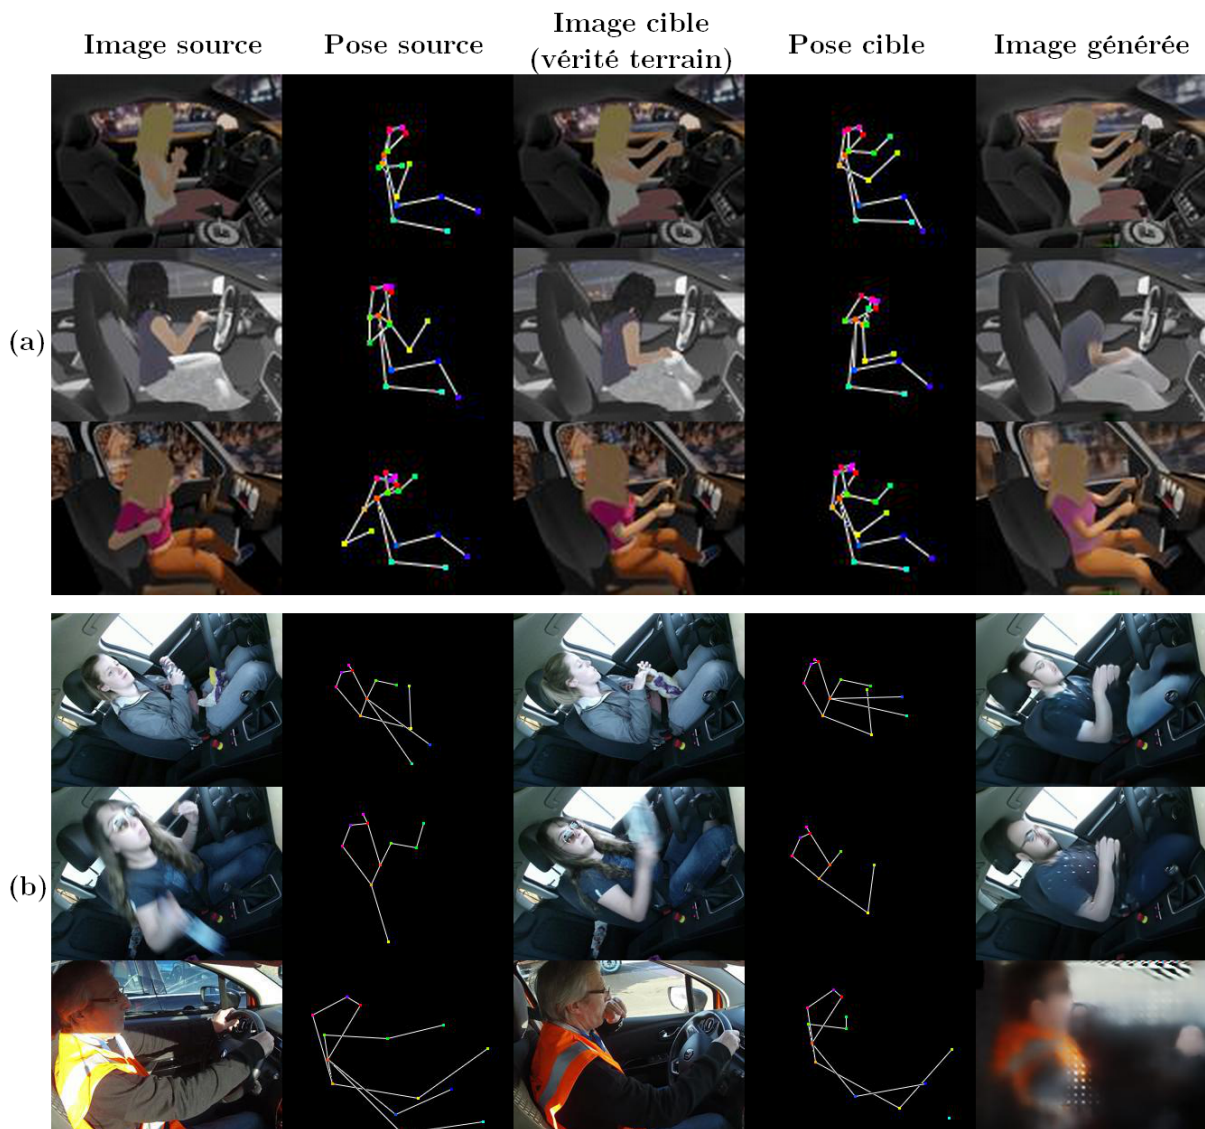 Image source
Pose source
Image cible
(vérité terrain)
Pose cible
Image générée
(a)
(b)